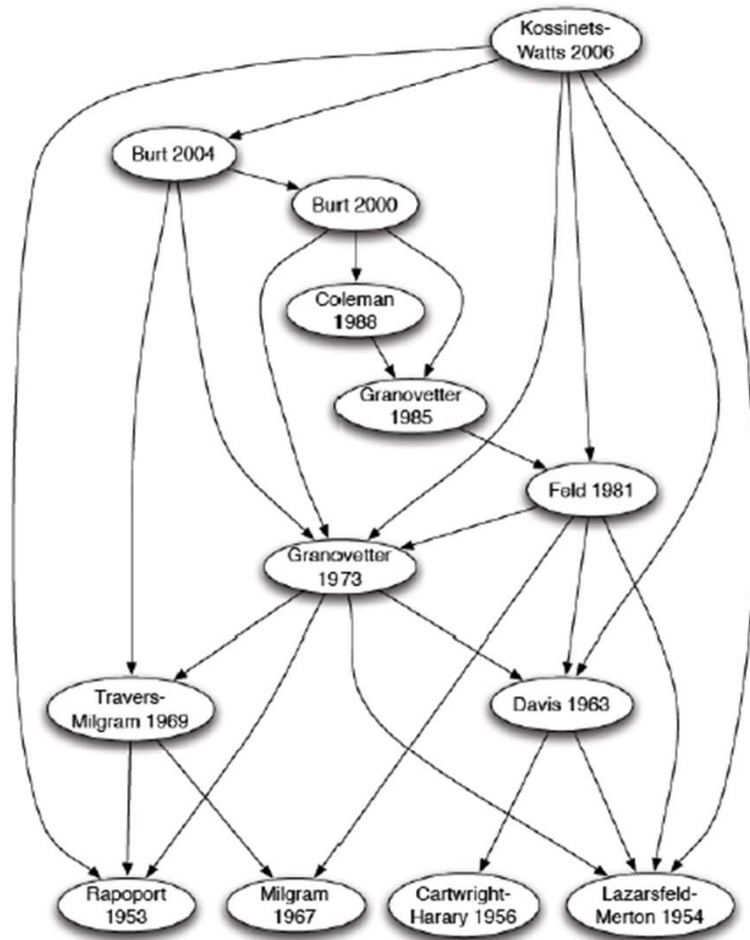 Kossinets-
Watts 2006
Burt 2004
Burt 2000
Coleman
1988
Granovetter
1985
Feld 1981
Granovetter
1973
Travers-
Milgram 1969
Davis 1963
Rapoport
1953
Milgram
1967
Cartwright-
Harary 1956
Lazarsfeld-
Merton 1954